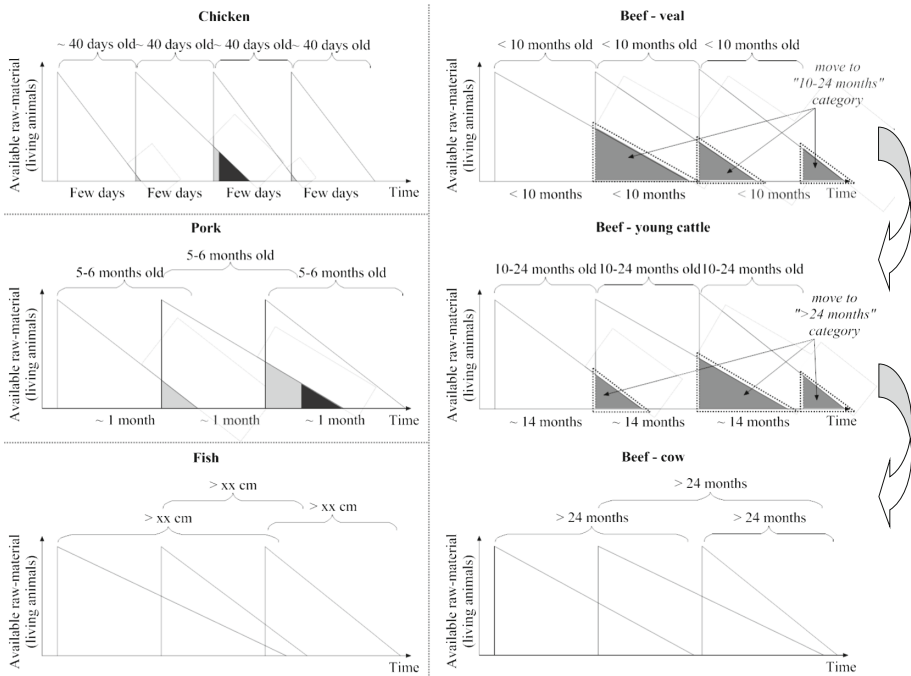 Chicken
~ 40 days old ~ 40 days old ~ 40 days old ~ 40 days old
Available raw-material
(living animals)
Few days Few days Few days Few days Time
Pork
5-6 months old
5-6 months old 5-6 months old
Available raw-material
(living animals)
~ 1 month ~ 1 month ~ 1 month Time
Fish
> xx cm
> xx cm
> xx cm
Available raw-material
(living animals)
Time
Beef - veal
< 10 months old < 10 months old < 10 months old
move to
"10-24 months"
category
Available raw-material
(living animals)
< 10 months < 10 months < 10 months Time
Beef - young cattle
10-24 months old 10-24 months old 10-24 months old
move to
">24 months"
category
Available raw-material
(living animals)
~ 14 months ~ 14 months ~ 14 months Time
Beef - cow
> 24 months
> 24 months > 24 months
Available raw-material
(living animals)
Time